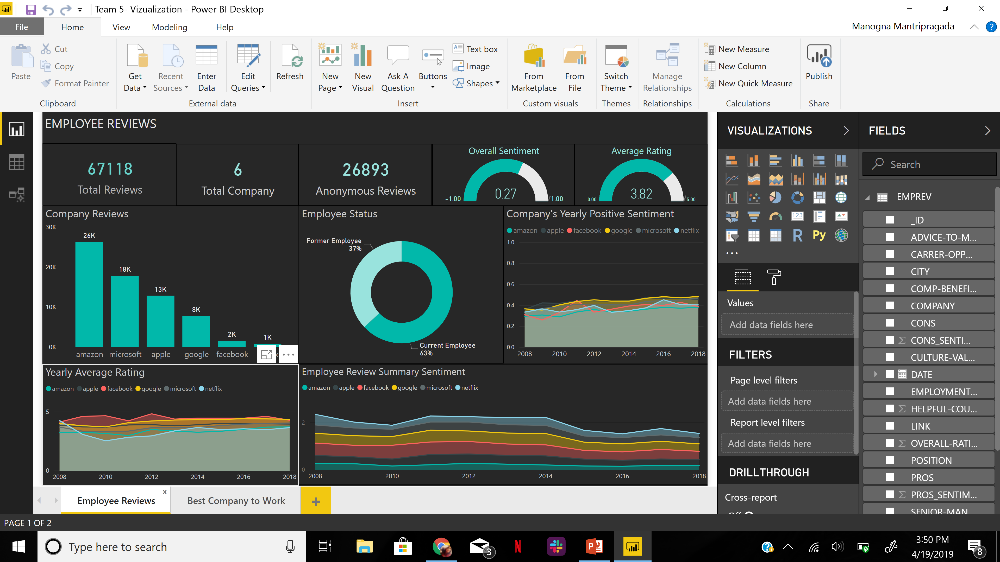 Team 5- Vizualization - Power BI Desktop
File
Home
View
Modeling
Help
Manogna Mantripragada
?
Paste
Cut
Copy
Format Painter
Clipboard
Get
Data
Recent
Sources
Enter
Data
Edit
Queries
Refresh
External data
New
Page
New
Visual
Ask A
Question
Buttons
Text box
Image
Shapes
Insert
From
Marketplace
From
File
Custom visuals
Switch
Theme
Themes
Manage
Relationships
Relationships
New Measure
New Column
New Quick Measure
Calculations
Publish
Share
EMPLOYEE REVIEWS
67118
Total Reviews
6
Total Company
26893
Anonymous Reviews
Overall Sentiment
0.27
-1.00
1.00
Average Rating
3.82
0.00
5.00
Company Reviews
30K
20K
10K
0K
26K
18K
13K
8K
2K
1K
amazon microsoft apple google facebook x
Employee Status
Former Employee
37%
Current Employee
63%
Company's Yearly Positive Sentiment
amazon apple facebook google microsoft netflix
1.0
0.8
0.6
0.4
0.2
0.0
2008 2010 2012 2014 2016 2018
Yearly Average Rating
amazon apple facebook google microsoft netflix
5
0
2008 2010 2012 2014 2016 2018
Employee Review Summary Sentiment
amazon apple facebook google microsoft netflix
2
0
2008 2010 2012 2014 2016 2018
VISUALIZATIONS
123
R
Py
...
Values
Add data fields here
FILTERS
Page level filters
Add data fields here
Report level filters
Add data fields here
DRILLTHROUGH
Cross-report
Off
FIELDS
Search
EMPREV
_ID
ADVICE-TO-M...
CARRER-OPP...
CITY
COMP-BENEFI...
COMPANY
CONS
CONS_SENTI...
CULTURE-VAL...
DATE
EMPLOYMENT...
HELPFUL-COU...
LINK
OVERALL-RATI...
POSITION
PROS
PROS_SENTIM...
SENIOR-MAN
Employee Reviews
x
Best Company to Work
+
PAGE 1 OF 2
Type here to search
3
N
P
3:50 PM
4/19/2019
8